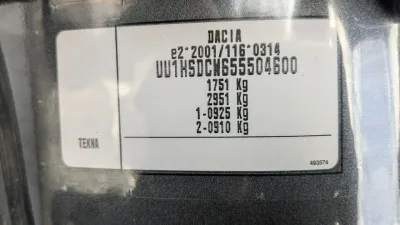 DACIA
e2*2001/116*0314
UU1HSDCW655504600
1751 Kg
2951 Kg
1-0925 Kg
2-0910 Kg
TEKNA
493574